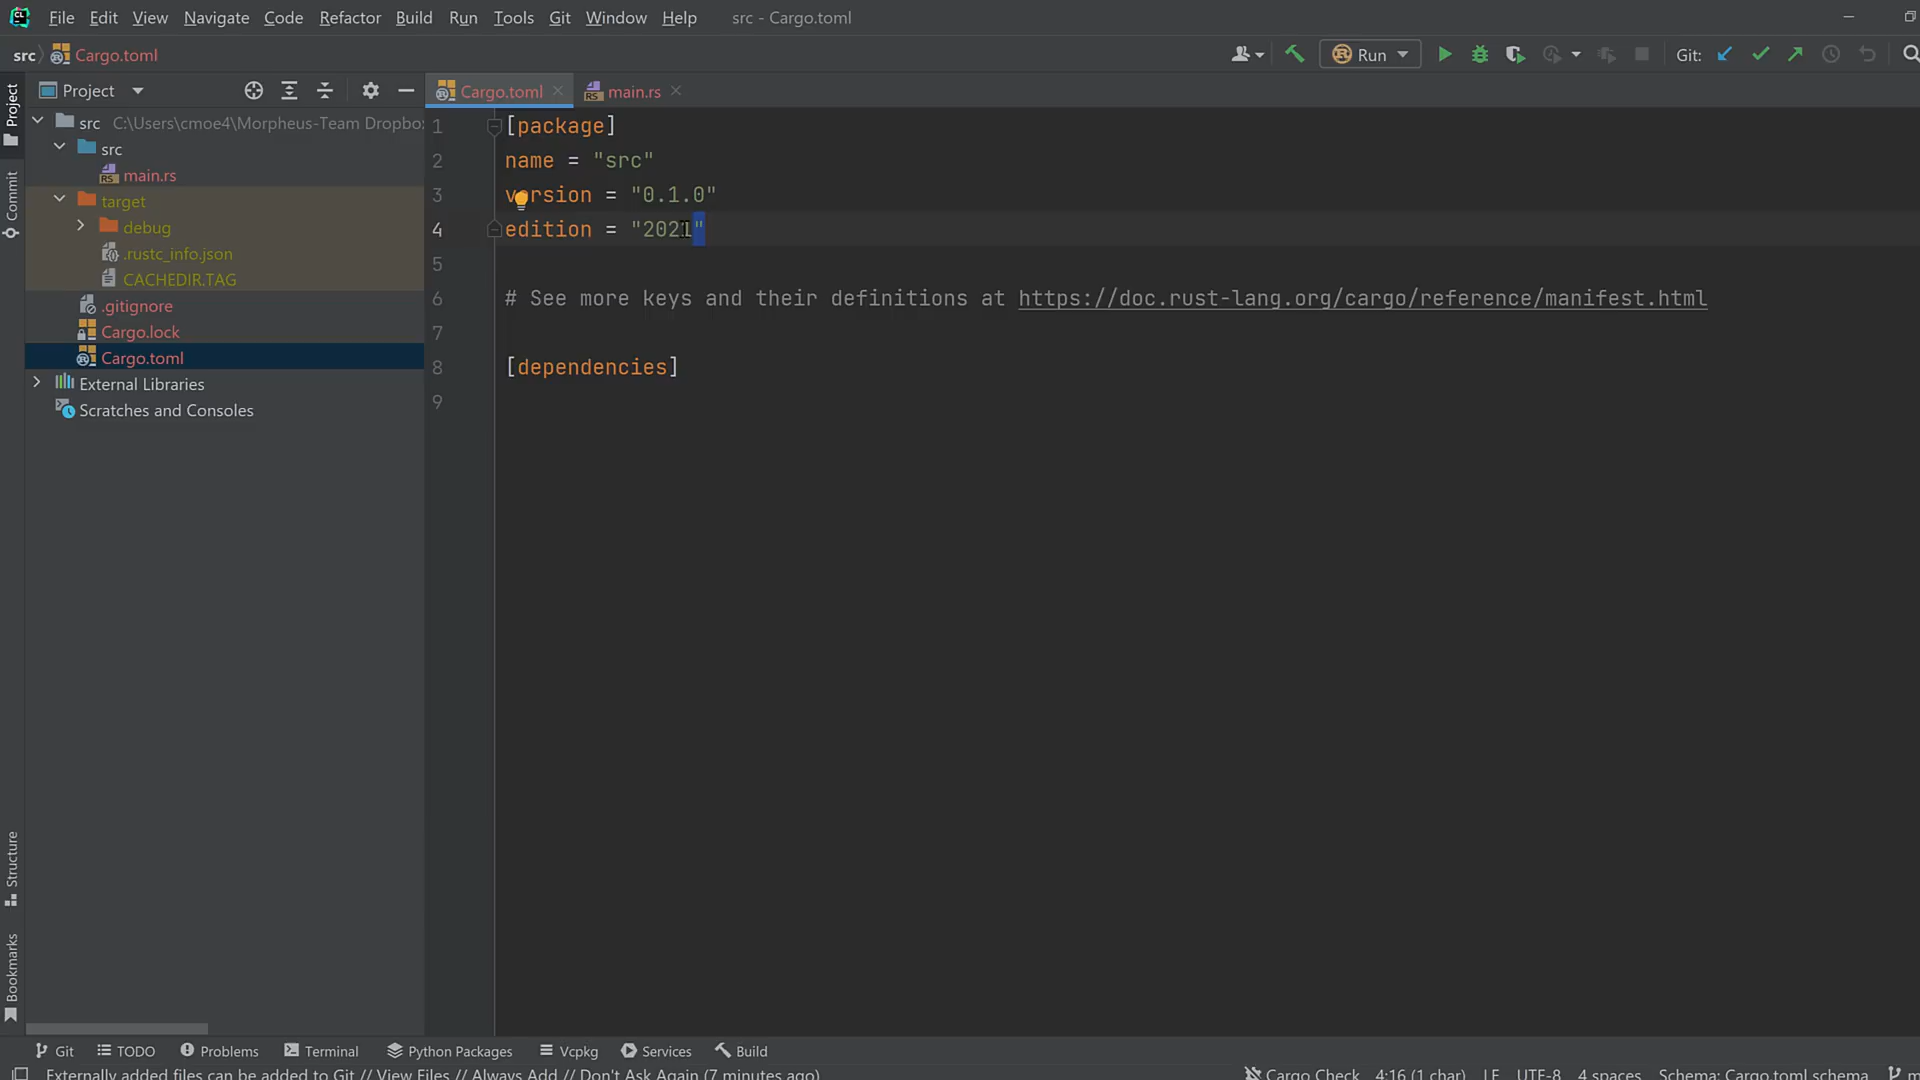 File Edit View Navigate Code Refactor Build Run Tools Git Window Help src - Cargo.toml
src Cargo.toml Run Git:
Project Cargo.toml main.rs
src C:\Users\cmoe4\Morpheus-Team Dropbox
src
main.rs
target
debug
.rustc_info.json
CACHEDIR.TAG
.gitignore
Cargo.lock
Cargo.toml
External Libraries
Scratches and Consoles
Project
Commit
Structure
Bookmarks
1 [package]
2 name = "src"
3 version = "0.1.0"
4 edition = "2021"
5
6 # See more keys and their definitions at https://doc.rust-lang.org/cargo/reference/manifest.html
7
8 [dependencies]
9
Git TODO Problems Terminal Python Packages Vcpkg Services Build
Externally added files can be added to Git // View Files // Always Add // Don't Ask Again (7 minutes ago) Cargo Check 4:16 (1 char) LF UTF-8 4 spaces Schema: Cargo.toml schema